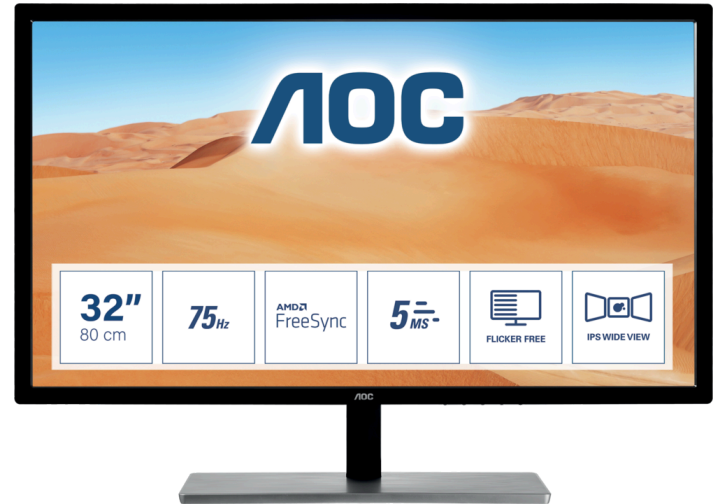 AOC
32"
80 cm
75Hz
AMD
FreeSync
5MS
FLICKER FREE
IPS WIDE VIEW
AOC